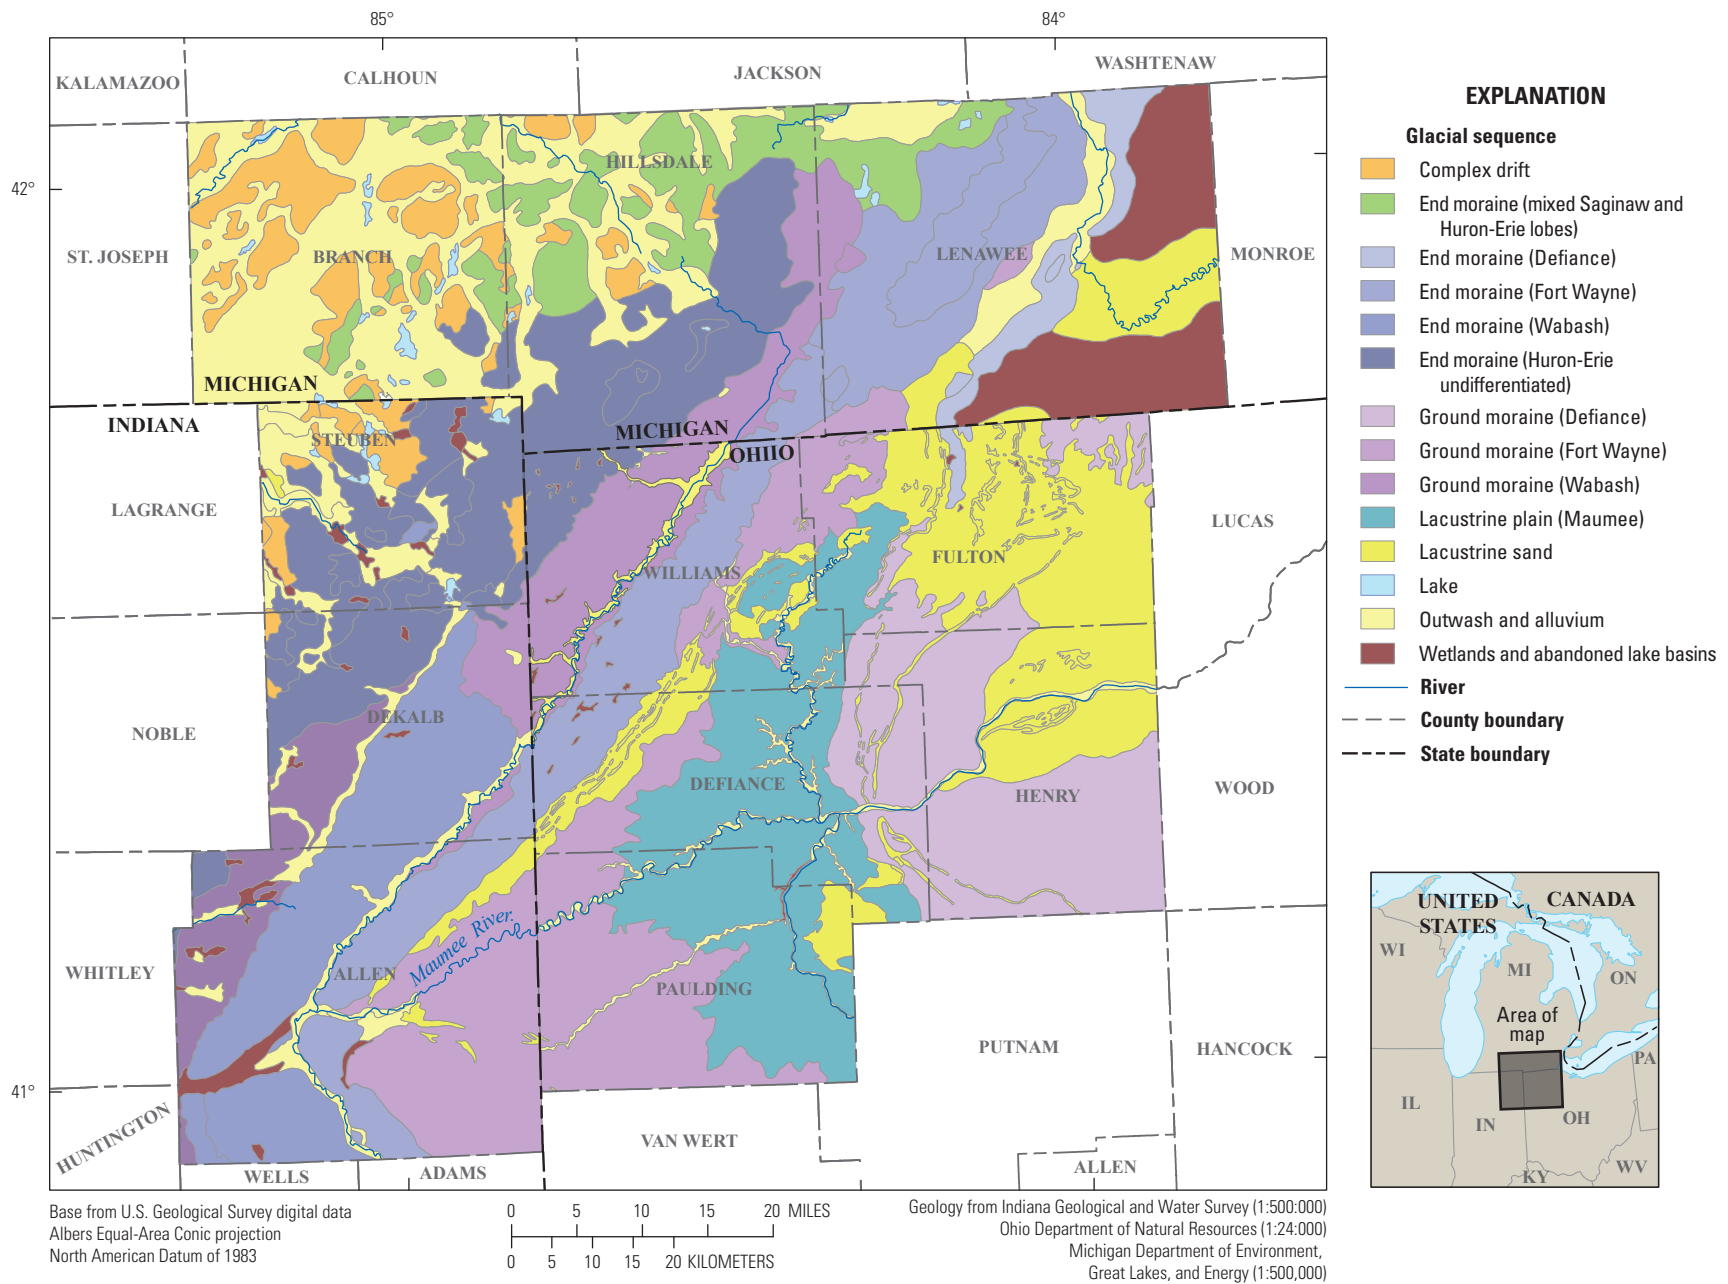 85°
84°
KALAMAZOO
CALHOUN
JACKSON
WASHTENAW
42°
HILLSDALE
ST. JOSEPH
BRANCH
LENAWEE
MONROE
MICHIGAN
INDIANA
STEUBEN
MICHIGAN
OHIIO
LAGRANGE
LUCAS
WILLIAMS
FULTON
NOBLE
DEKALB
DEFIANCE
HENRY
WOOD
WHITLEY
ALLEN
Maumee River
PAULDING
PUTNAM
HANCOCK
41°
HUNTINGTON
VAN WERT
WELLS
ADAMS
ALLEN
EXPLANATION
Glacial sequence
Complex drift
End moraine (mixed Saginaw and
Huron-Erie lobes)
End moraine (Defiance)
End moraine (Fort Wayne)
End moraine (Wabash)
End moraine (Huron-Erie
undifferentiated)
Ground moraine (Defiance)
Ground moraine (Fort Wayne)
Ground moraine (Wabash)
Lacustrine plain (Maumee)
Lacustrine sand
Lake
Outwash and alluvium
Wetlands and abandoned lake basins
River
County boundary
State boundary
UNITED
STATES
CANADA
WI
MI
ON
Area of
map
PA
IL
IN
OH
WV
KY
Base from U.S. Geological Survey digital data
Albers Equal-Area Conic projection
North American Datum of 1983
0 5 10 15 20 MILES
0 5 10 15 20 KILOMETERS
Geology from Indiana Geological and Water Survey (1:500:000)
Ohio Department of Natural Resources (1:24:000)
Michigan Department of Environment,
Great Lakes, and Energy (1:500,000)